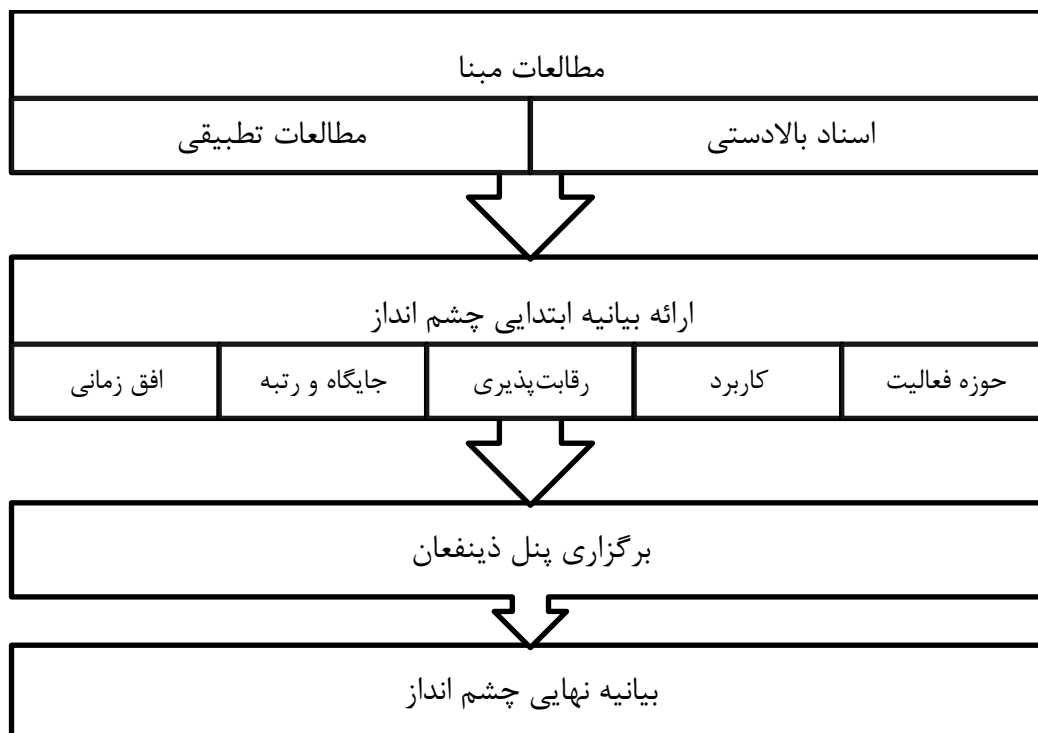 مطالعات مبنا
اسناد بالادستی
مطالعات تطبیقی
ارائه بیانیه ابتدایی چشم انداز
حوزه فعالیت
کاربرد
رقابت‌پذیری
جایگاه و رتبه
افق زمانی
برگزاری پنل ذینفعان
بیانیه نهایی چشم انداز